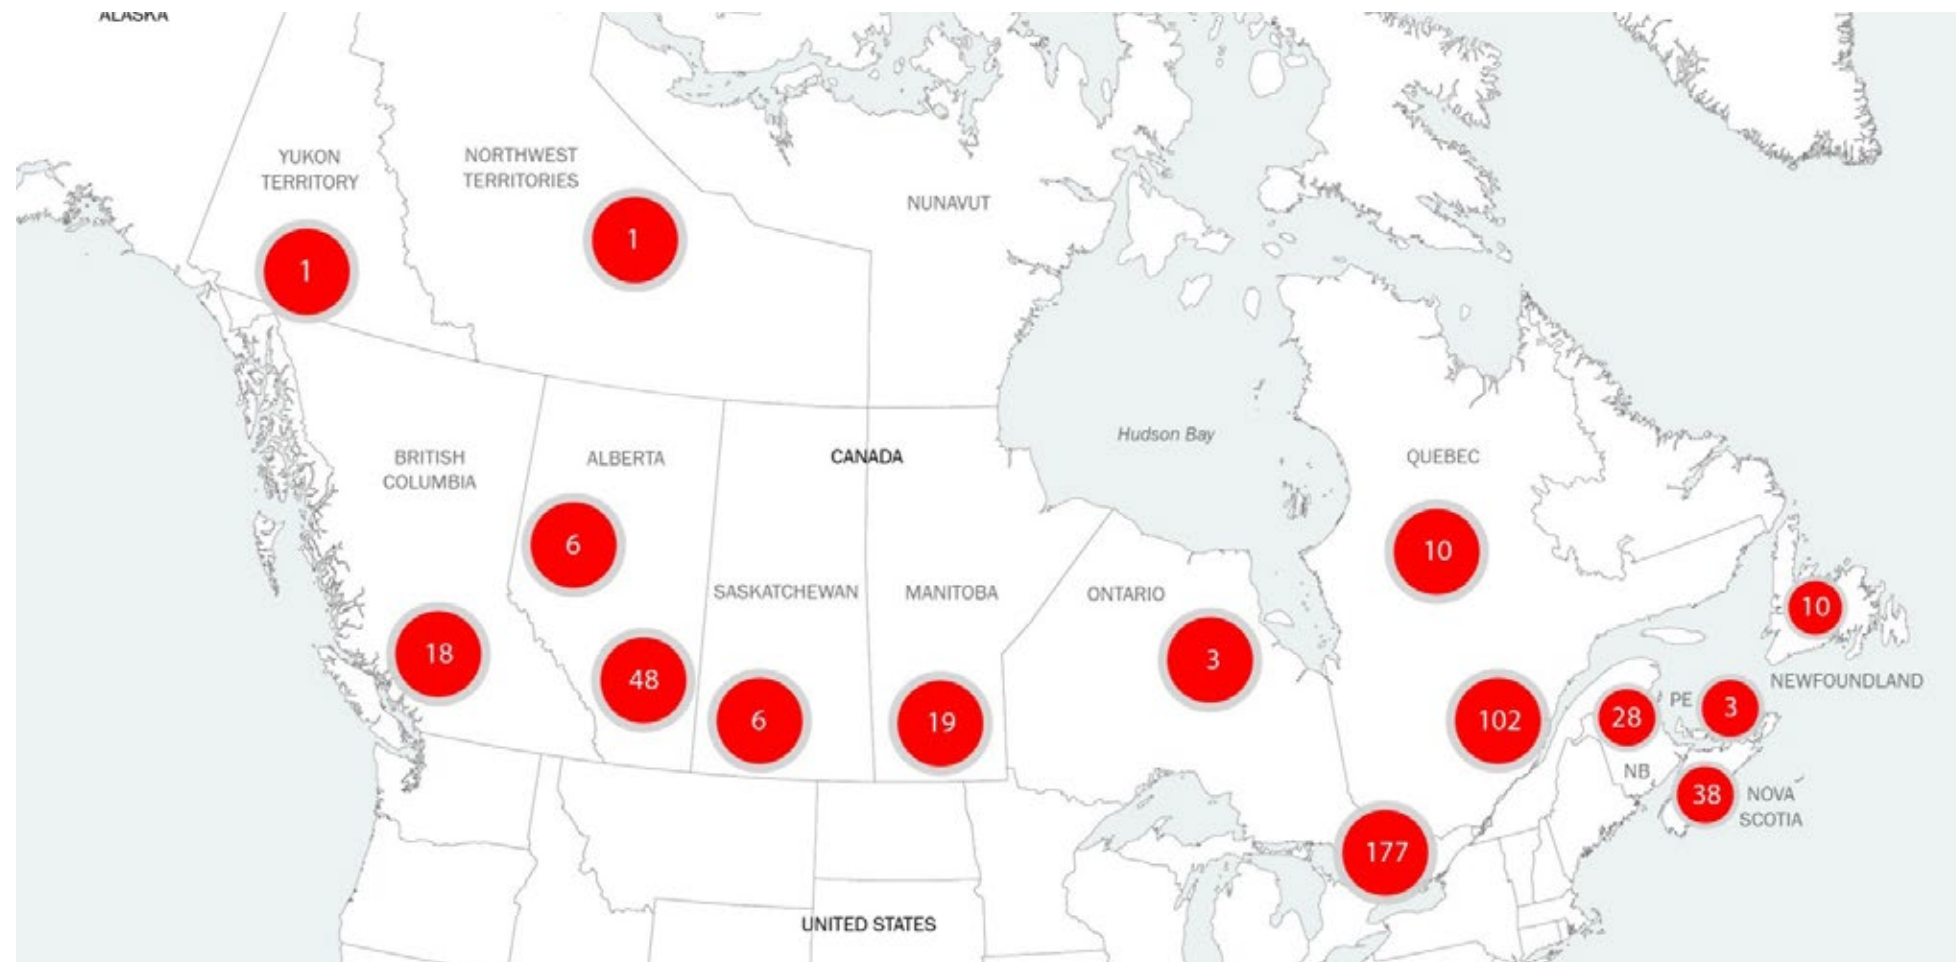 ALASKA
YUKON
TERRITORY
1
NORTHWEST
TERRITORIES
1
NUNAVUT
BRITISH
COLUMBIA
18
ALBERTA
6
48
CANADA
SASKATCHEWAN
6
MANITOBA
19
Hudson Bay
ONTARIO
3
177
QUEBEC
10
102
10
NEWFOUNDLAND
PE
3
28
NB
38
NOVA
SCOTIA
UNITED STATES